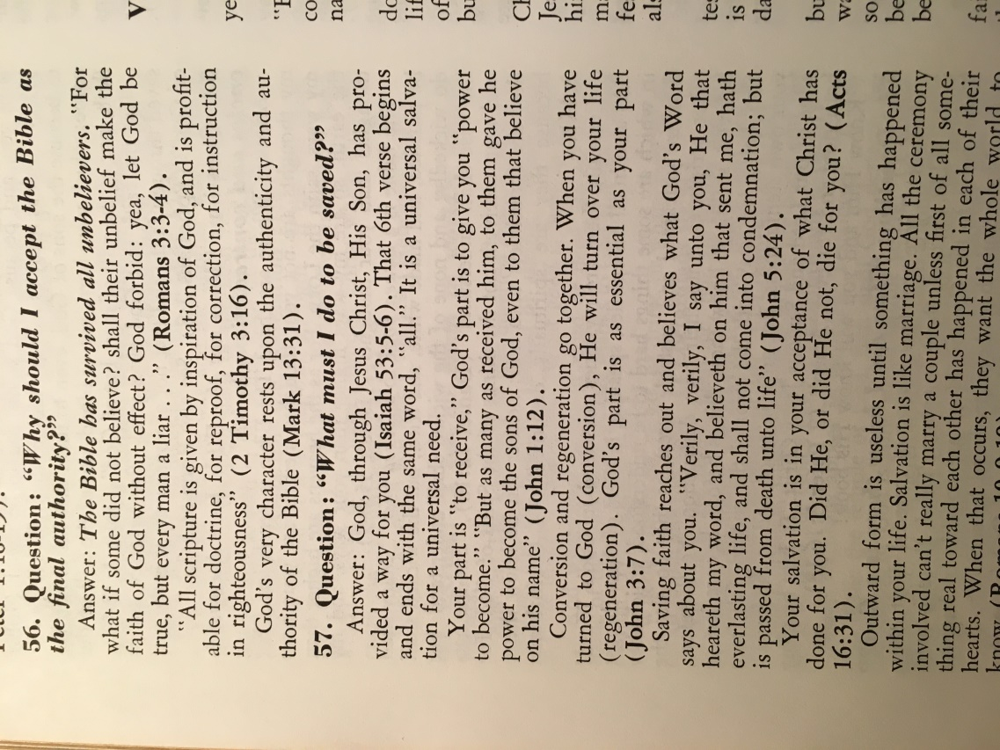 56. Question: “Why should I accept the Bible as
the final authority?”
Answer: The Bible has survived all unbelievers. “For
what if some did not believe? shall their unbelief make the
faith of God without effect? God forbid: yea, let God be
true, but every man a liar . . .” (Romans 3:3-4).
“All scripture is given by inspiration of God, and is profit-
able for doctrine, for reproof, for correction, for instruction
in righteousness” (2 Timothy 3:16).
God’s very character rests upon the authenticity and au-
thority of the Bible (Mark 13:31).
57. Question: “What must I do to be saved?”
Answer: God, through Jesus Christ, His Son, has pro-
vided a way for you (Isaiah 53:5-6). That 6th verse begins
and ends with the same word, “all.” It is a universal salva-
tion for a universal need.
Your part is “to receive,” God’s part is to give you “power
to become.” “But as many as received him, to them gave he
power to become the sons of God, even to them that believe
on his name” (John 1:12).
Conversion and regeneration go together. When you have
turned to God (conversion), He will turn over your life
(regeneration). God’s part is as essential as your part
(John 3:7).
Saving faith reaches out and believes what God’s Word
says about you. “Verily, verily, I say unto you, He that
heareth my word, and believeth on him that sent me, hath
everlasting life, and shall not come into condemnation; but
is passed from death unto life” (John 5:24).
Your salvation is in your acceptance of what Christ has
done for you. Did He, or did He not, die for you? (Acts
16:31).
Outward form is useless until something has happened
within your life. Salvation is like marriage. All the ceremony
involved can’t really marry a couple unless first of all some-
thing real toward each other has happened in each of their
hearts. When that occurs, they want the whole world to
know